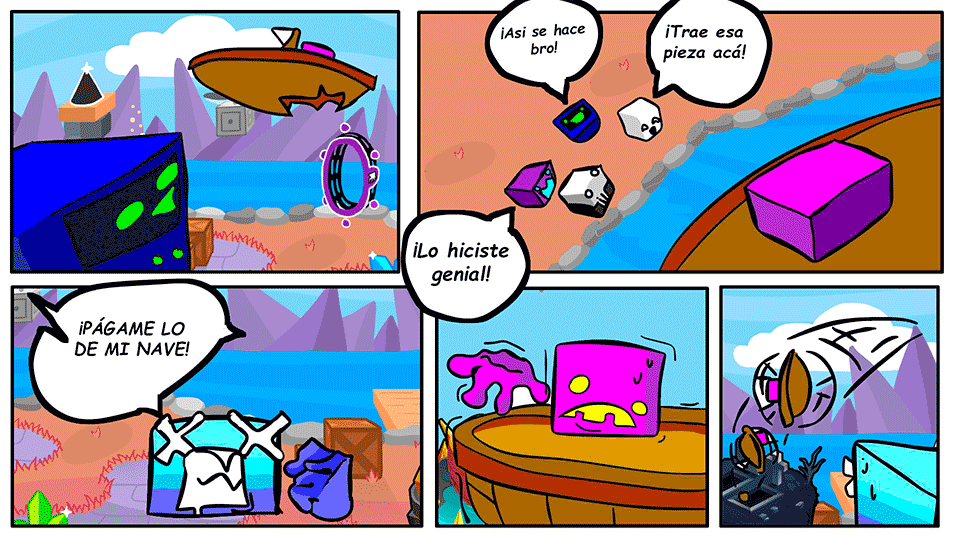 ¡Asi se hace
bro!
¡Trae esa
pieza acá!
¡Lo hiciste
genial!
¡PÁGAME LO
DE MI NAVE!